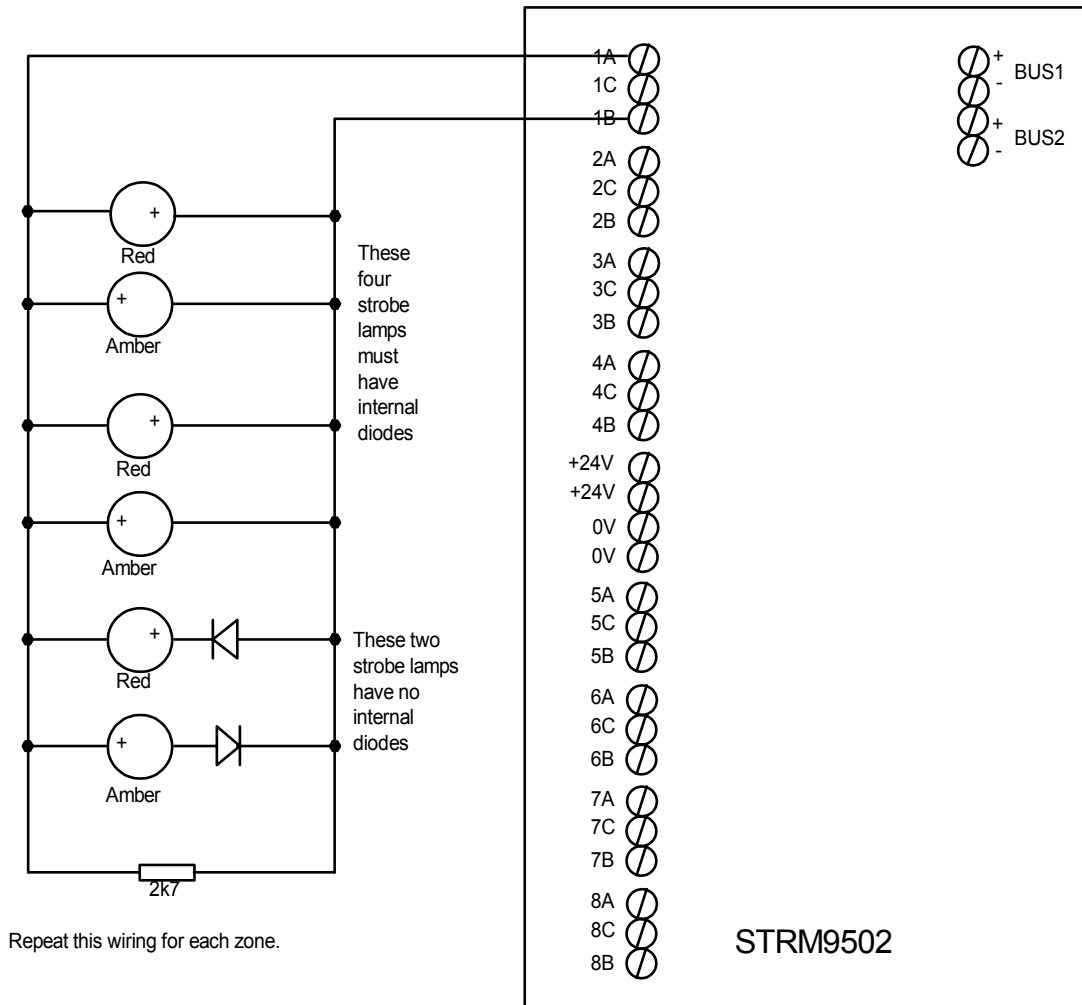 +
Red
+
Amber
+
Red
+
Amber
+
Red
+
Amber
2k7
These
four
strobe
lamps
must
have
internal
diodes
These two
strobe lamps
have no
internal
diodes
Repeat this wiring for each zone.
1A
1C
1B
2A
2C
2B
3A
3C
3B
4A
4C
4B
+24V
+24V
0V
0V
5A
5C
5B
6A
6C
6B
7A
7C
7B
8A
8C
8B
+
BUS1
-
+
BUS2
-
STRM9502